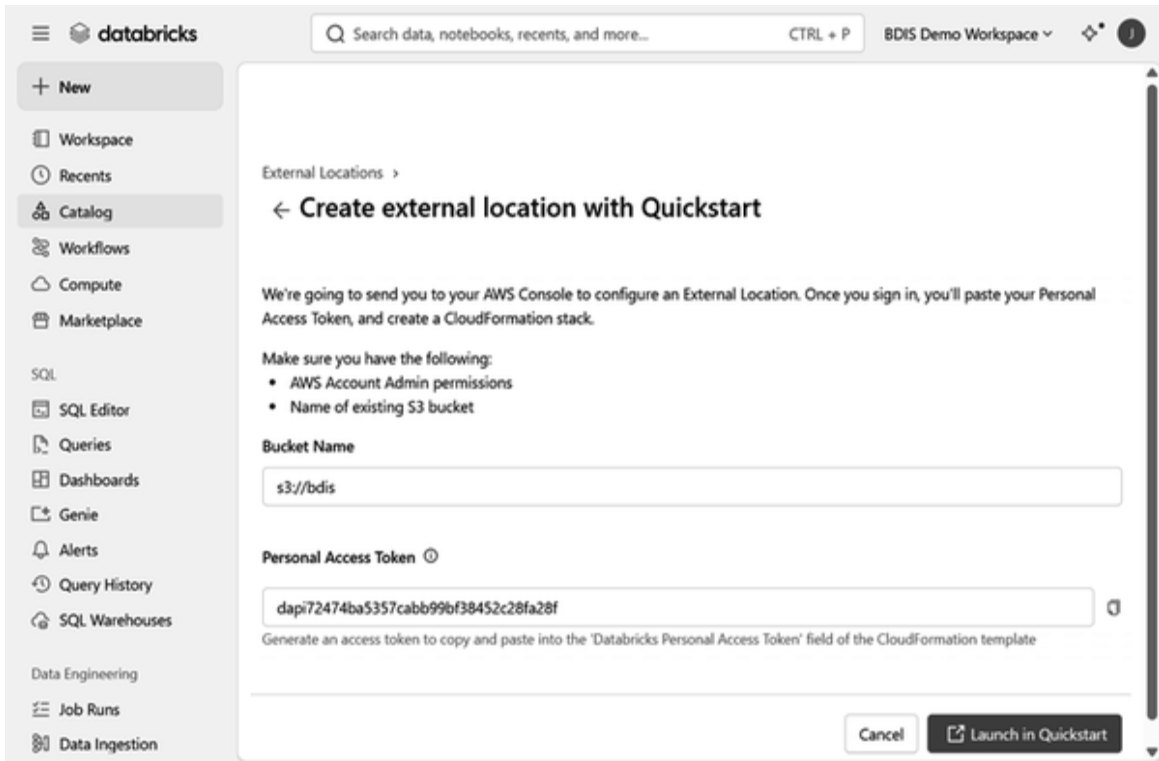 databricks
Search data, notebooks, recents, and more...
CTRL + P
BDIS Demo Workspace
J
New
Workspace
Recents
Catalog
Workflows
Compute
Marketplace
SQL
SQL Editor
Queries
Dashboards
Genie
Alerts
Query History
SQL Warehouses
Data Engineering
Job Runs
Data Ingestion
External Locations ›
← Create external location with Quickstart
We're going to send you to your AWS Console to configure an External Location. Once you sign in, you'll paste your Personal
Access Token, and create a CloudFormation stack.
Make sure you have the following:
• AWS Account Admin permissions
• Name of existing S3 bucket
Bucket Name
s3://bdis
Personal Access Token
dapi72474ba5357cabb99bf38452c28fa28f
Generate an access token to copy and paste into the 'Databricks Personal Access Token' field of the CloudFormation template
Cancel
Launch in Quickstart